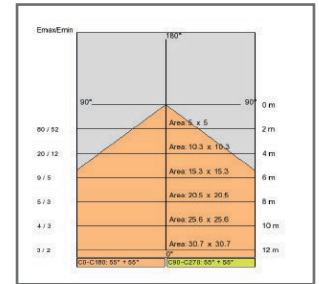 Emax/Emin
180°
90° 90° 0 m
Area: 5 x 5
80 / 52 2 m
Area: 10.3 x 10.3
20 / 12 4 m
Area: 15.3 x 15.3
9 / 5 6 m
Area: 20.5 x 20.5
5 / 3 8 m
Area: 25.6 x 25.6
4 / 3 10 m
Area: 30.7 x 30.7
3 / 2 12 m
0°
C0-C180: 55° + 55° C90-C270: 55° + 55°